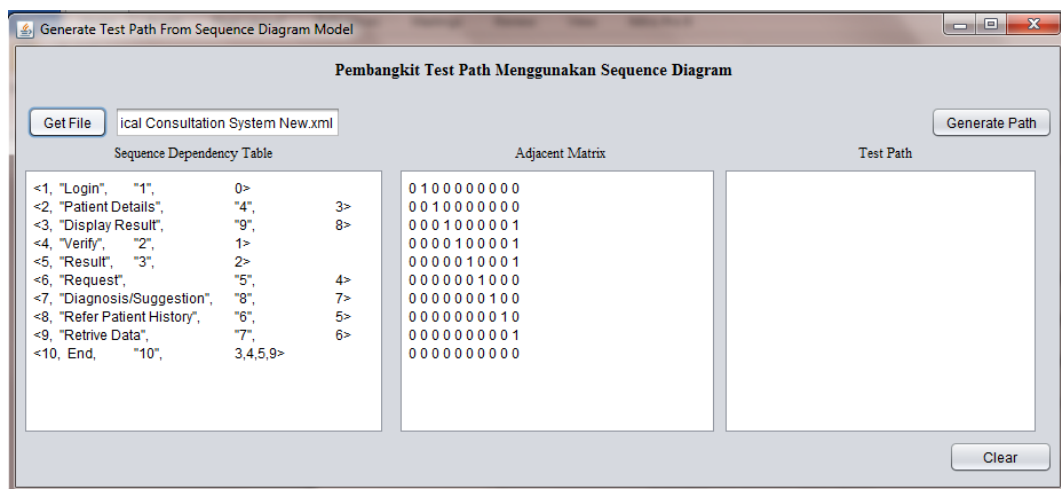 Generate Test Path From Sequence Diagram Model
Pembangkit Test Path Menggunakan Sequence Diagram
Get File ical Consultation System New.xml Generate Path
Sequence Dependency Table Adjacent Matrix Test Path
<1, "Login", "1", 0>
<2, "Patient Details", "4", 3>
<3, "Display Result", "9", 8>
<4, "Verify", "2", 1>
<5, "Result", "3", 2>
<6, "Request", "5", 4>
<7, "Diagnosis/Suggestion", "8", 7>
<8, "Refer Patient History", "6", 5>
<9, "Retrive Data", "7", 6>
<10, End, "10", 3,4,5,9>
0 1 0 0 0 0 0 0 0 0
0 0 1 0 0 0 0 0 0 0
0 0 0 1 0 0 0 0 0 1
0 0 0 0 1 0 0 0 0 1
0 0 0 0 0 1 0 0 0 1
0 0 0 0 0 0 1 0 0 0
0 0 0 0 0 0 0 1 0 0
0 0 0 0 0 0 0 0 1 0
0 0 0 0 0 0 0 0 0 1
0 0 0 0 0 0 0 0 0 0
Clear